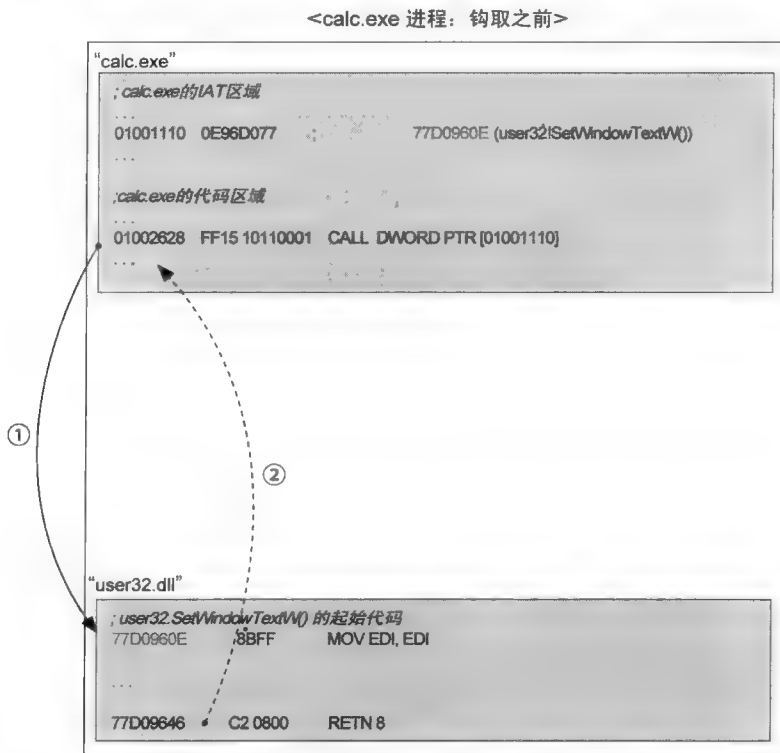 <calc.exe 进程：钩取之前>
“calc.exe”
; calc.exe的IAT区域
...
01001110 0E96D077 77D0960E (user32!SetWindowTextW())
...
;calc.exe的代码区域
...
01002628 FF15 10110001 CALL DWORD PTR [01001110]
...
①
②
“user32.dll”
; user32.SetWindowTextW() 的起始代码
77D0960E 8BFF MOV EDI, EDI
...
77D09646 C2 0800 RETN 8